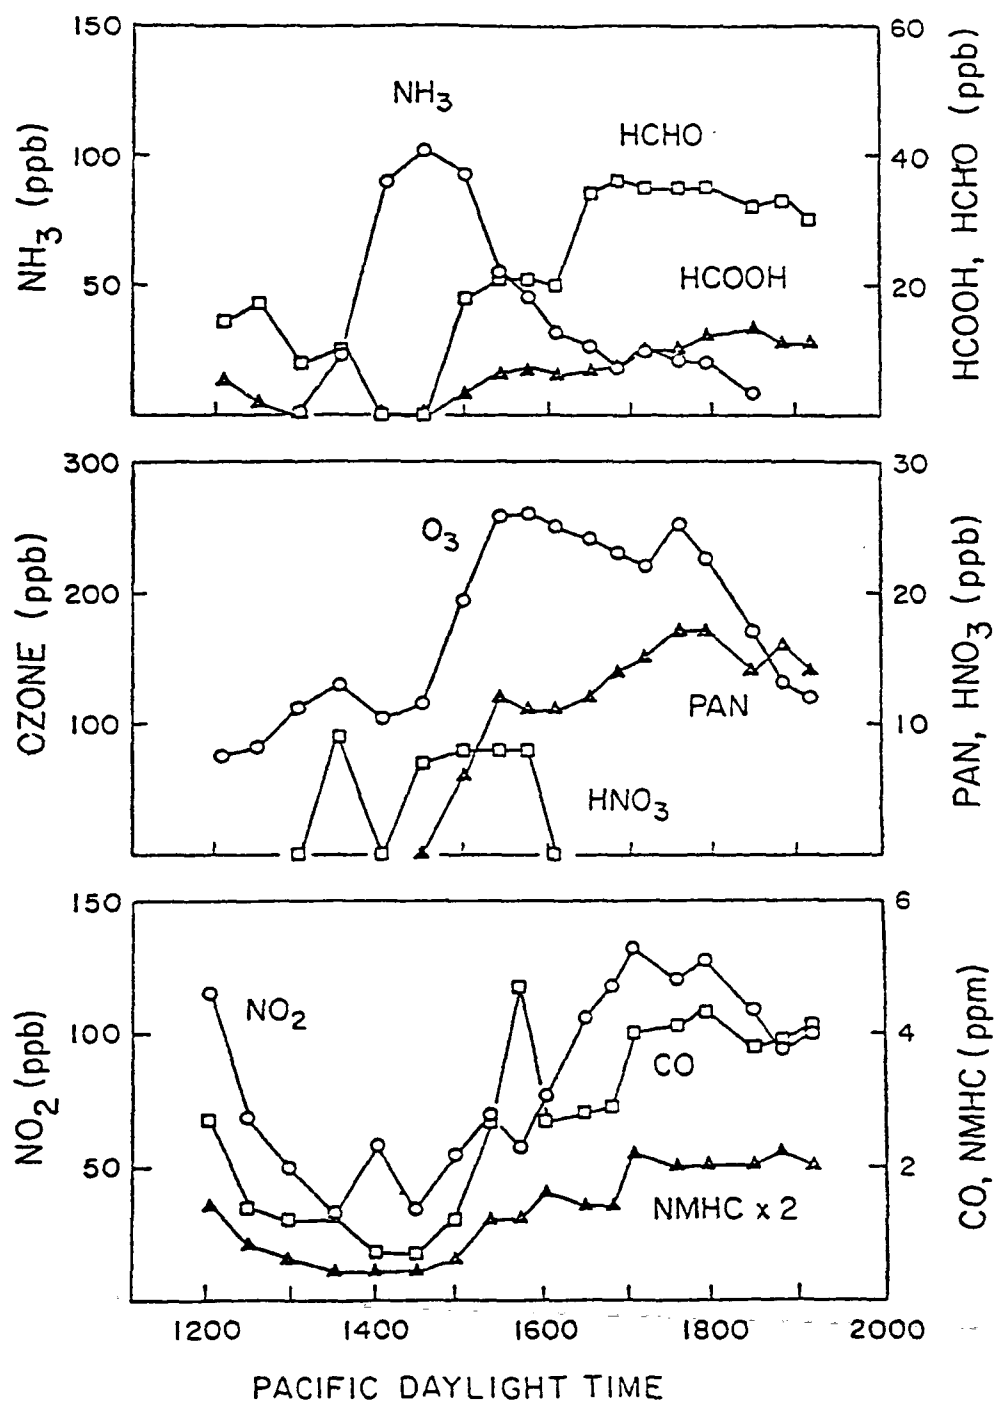 150
100
50
NH3 (ppb)
60
40
20
HCOOH, HCHO (ppb)
NH3
HCHO
HCOOH
300
200
100
OZONE (ppb)
30
20
10
PAN, HNO3 (ppb)
O3
PAN
HNO3
150
100
50
NO2 (ppb)
6
4
2
CO, NMHC (ppm)
NO2
CO
NMHC x 2
1200 1400 1600 1800 2000
PACIFIC DAYLIGHT TIME